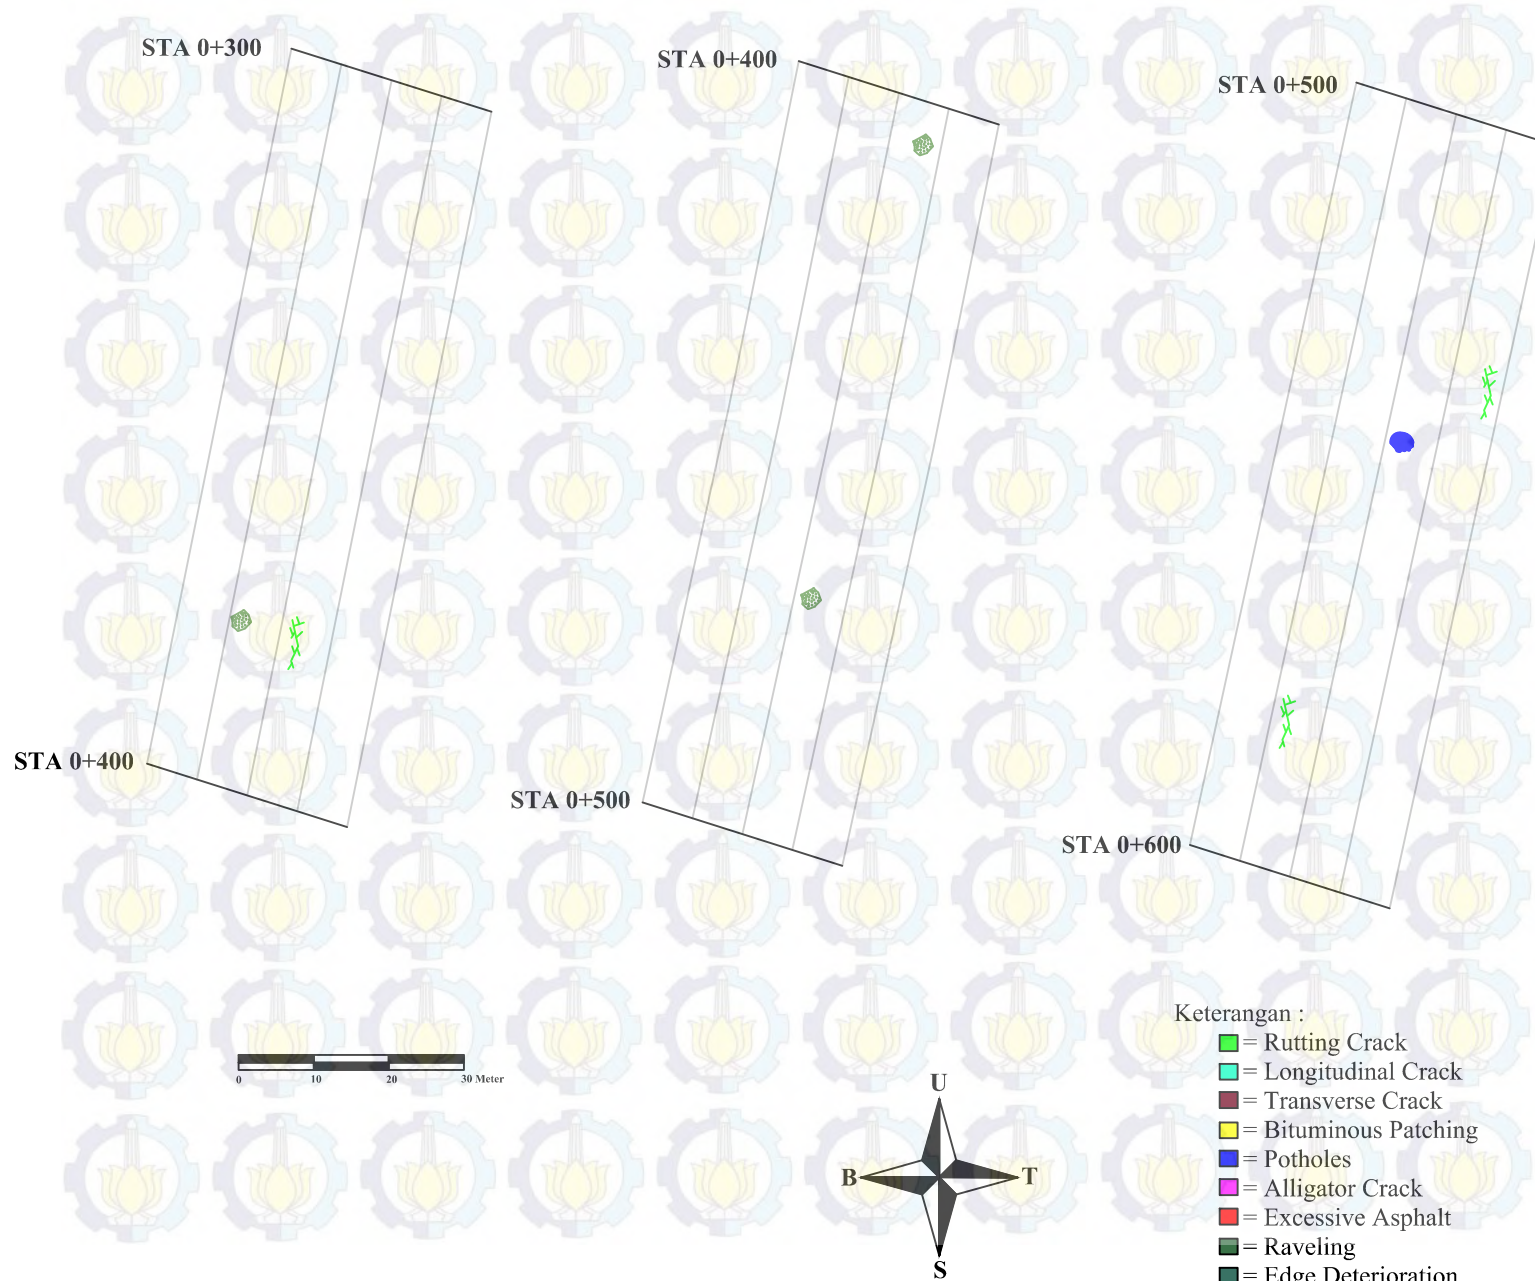 STA 0+300
STA 0+400
STA 0+500
STA 0+400
STA 0+500
STA 0+600
0 10 20 30 Meter
U
B T
S
Keterangan :
= Rutting Crack
= Longitudinal Crack
= Transverse Crack
= Bituminous Patching
= Potholes
= Alligator Crack
= Excessive Asphalt
= Raveling
= Edge Deterioration